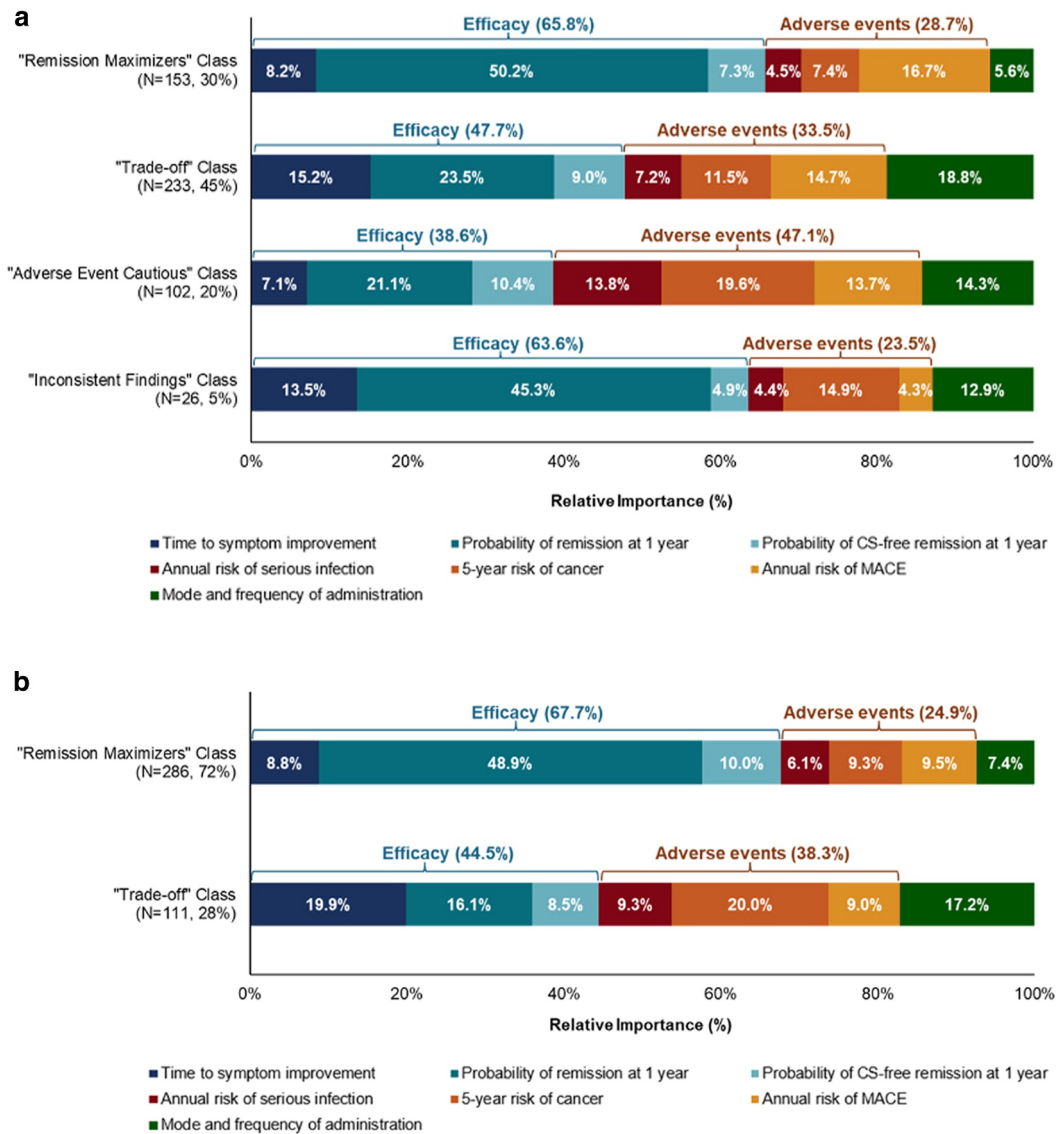 a
Efficacy (65.8%) Adverse events (28.7%)
"Remission Maximizers" Class
(N=153, 30%)
8.2% 50.2% 7.3% 4.5% 7.4% 16.7% 5.6%
Efficacy (47.7%) Adverse events (33.5%)
"Trade-off" Class
(N=233, 45%)
15.2% 23.5% 9.0% 7.2% 11.5% 14.7% 18.8%
Efficacy (38.6%) Adverse events (47.1%)
"Adverse Event Cautious" Class
(N=102, 20%)
7.1% 21.1% 10.4% 13.8% 19.6% 13.7% 14.3%
Efficacy (63.6%) Adverse events (23.5%)
"Inconsistent Findings" Class
(N=26, 5%)
13.5% 45.3% 4.9% 4.4% 14.9% 4.3% 12.9%
0% 20% 40% 60% 80% 100%
Relative Importance (%)
Time to symptom improvement Probability of remission at 1 year Probability of CS-free remission at 1 year
Annual risk of serious infection 5-year risk of cancer Annual risk of MACE
Mode and frequency of administration
b
Efficacy (67.7%) Adverse events (24.9%)
"Remission Maximizers" Class
(N=286, 72%)
8.8% 48.9% 10.0% 6.1% 9.3% 9.5% 7.4%
Efficacy (44.5%) Adverse events (38.3%)
"Trade-off" Class
(N=111, 28%)
19.9% 16.1% 8.5% 9.3% 20.0% 9.0% 17.2%
0% 20% 40% 60% 80% 100%
Relative Importance (%)
Time to symptom improvement Probability of remission at 1 year Probability of CS-free remission at 1 year
Annual risk of serious infection 5-year risk of cancer Annual risk of MACE
Mode and frequency of administration